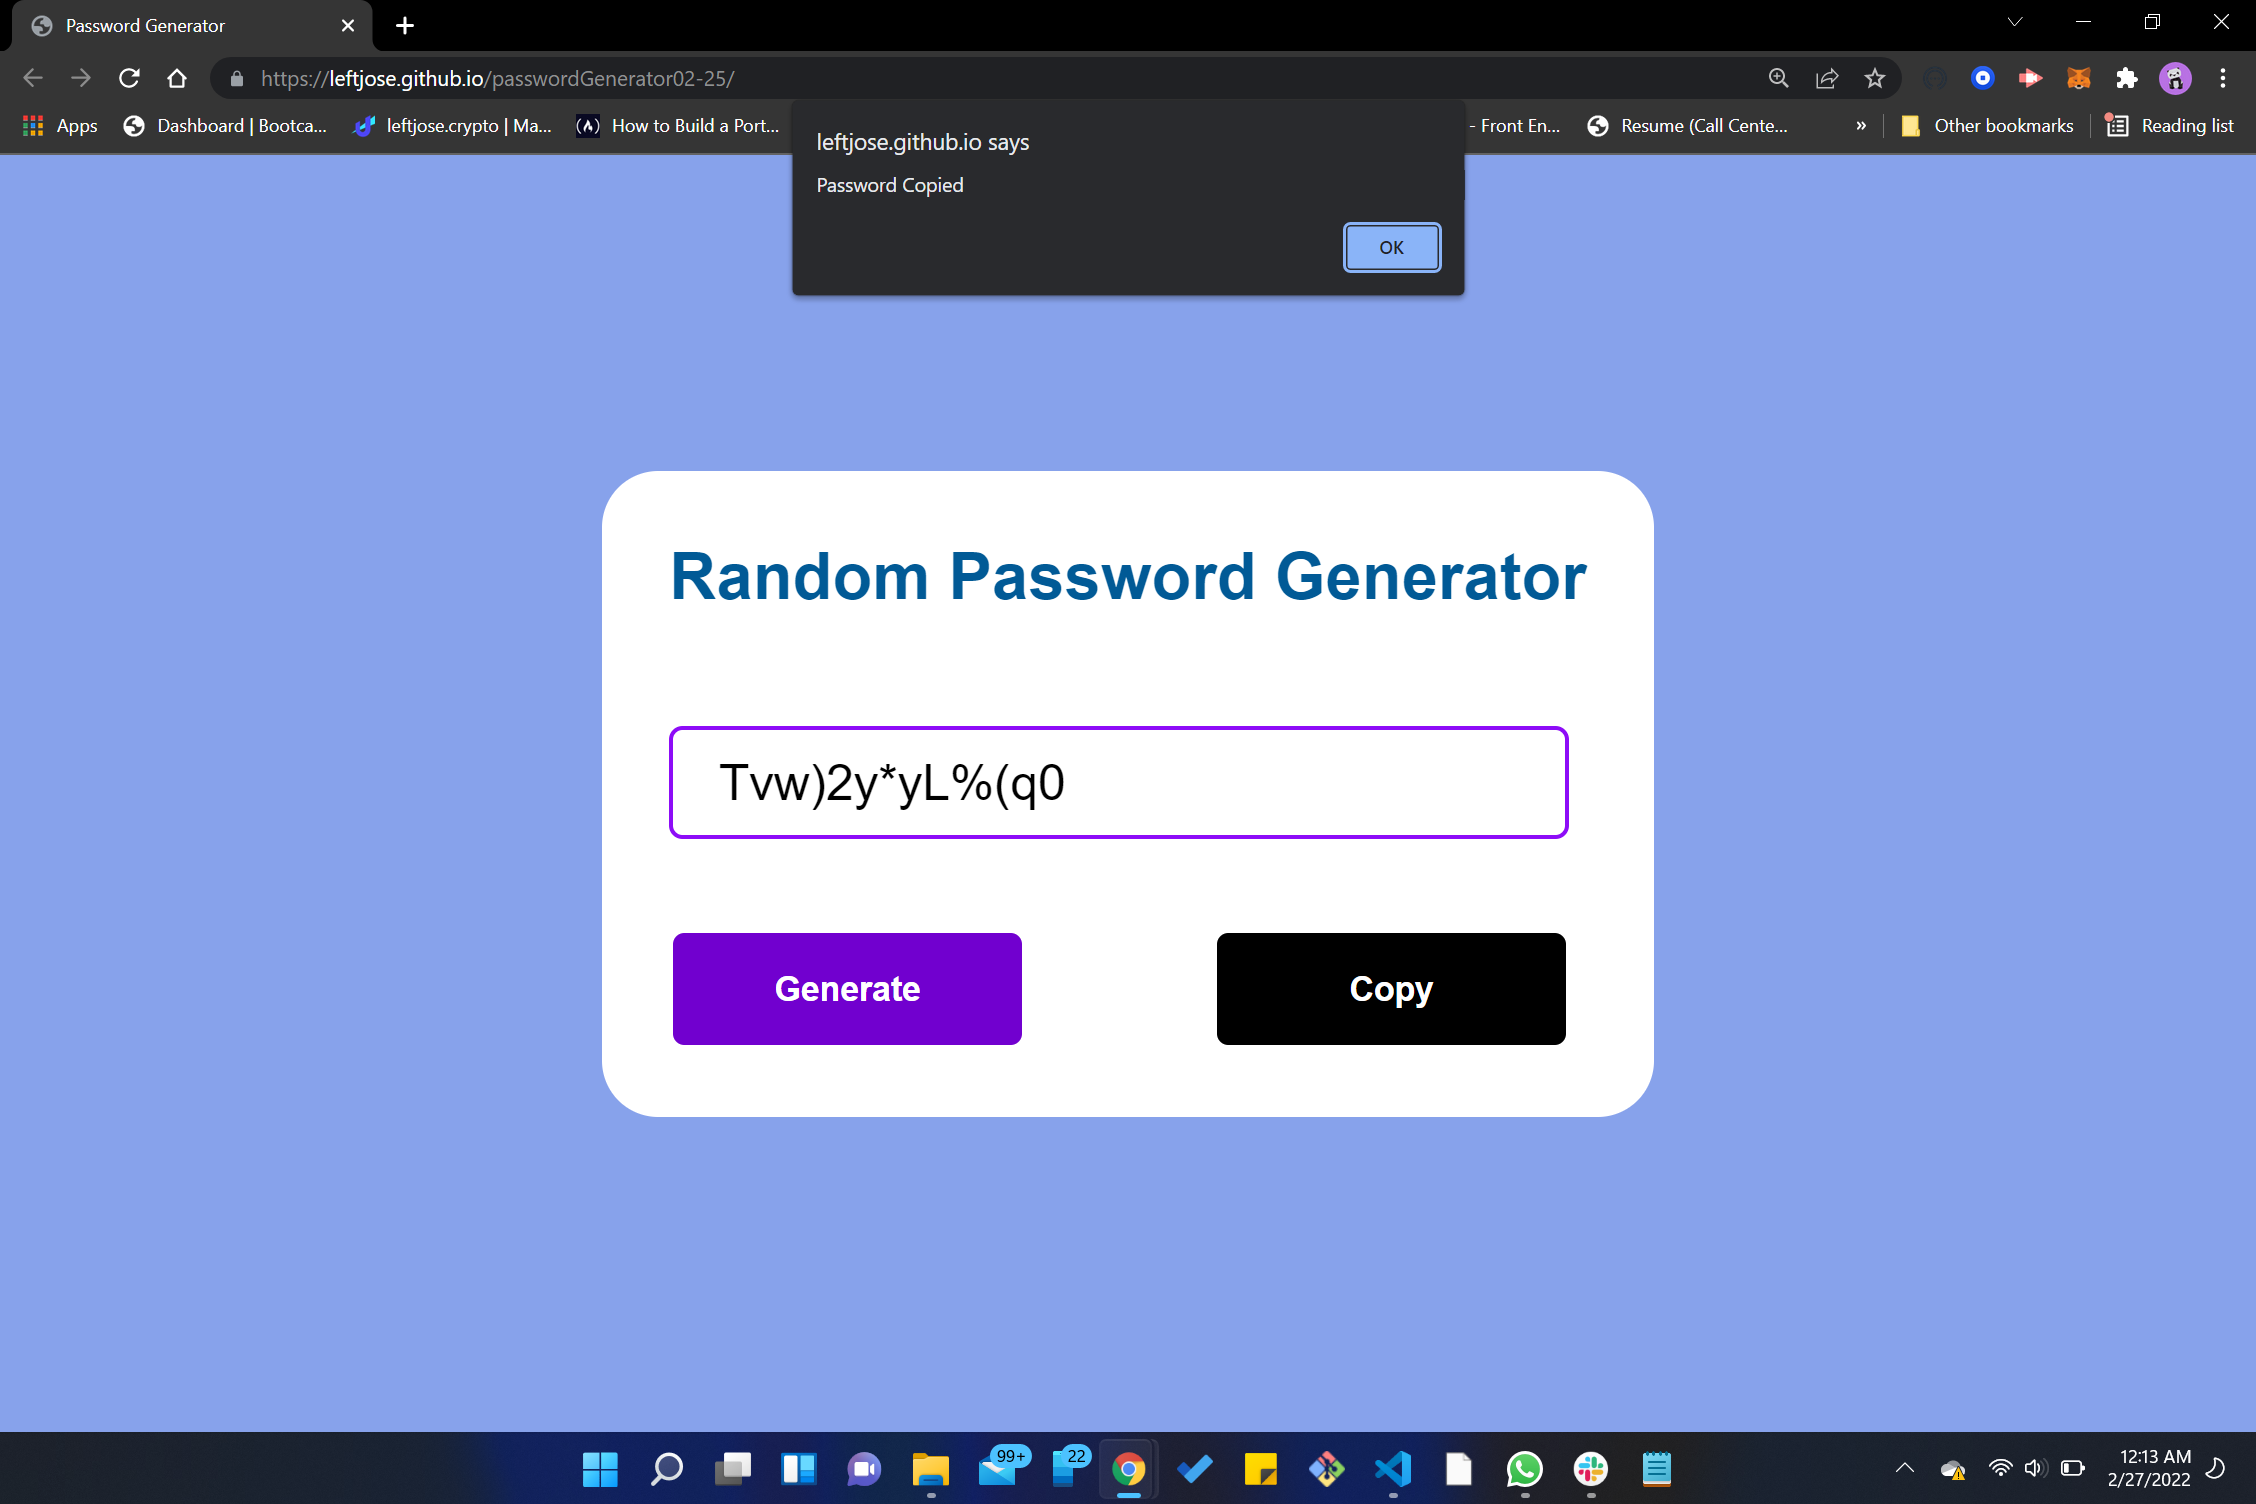 Password Generator
https://leftjose.github.io/passwordGenerator02-25/
Apps
Dashboard | Bootca...
leftjose.crypto | Ma...
(A) How to Build a Port...
- Front En...
Resume (Call Cente...
»
Other bookmarks
Reading list
leftjose.github.io says
Password Copied
OK
Random Password Generator
Tvw)2y*yL%(q0
Generate
Copy
99+
22
12:13 AM
2/27/2022